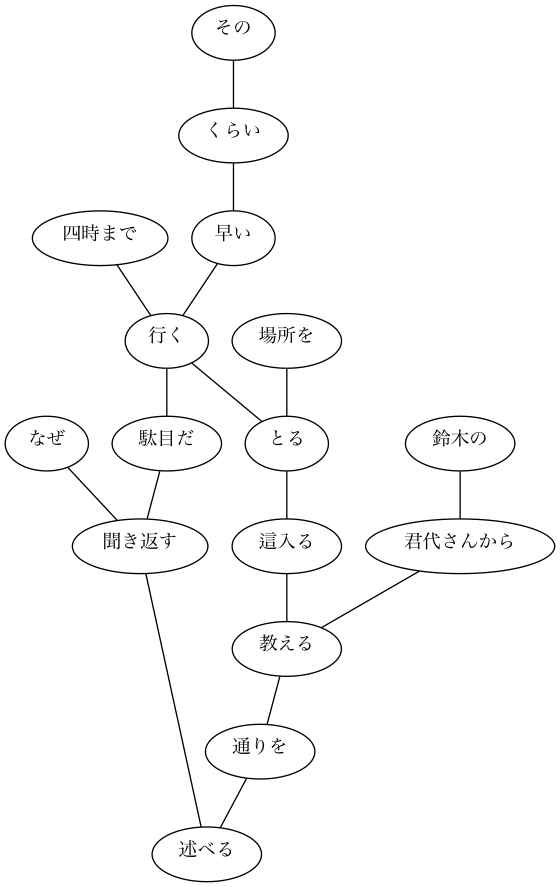 その
くらい
四時まで
早い
行く
場所を
なぜ
駄目だ
とる
鈴木の
聞き返す
這入る
君代さんから
教える
通りを
述べる